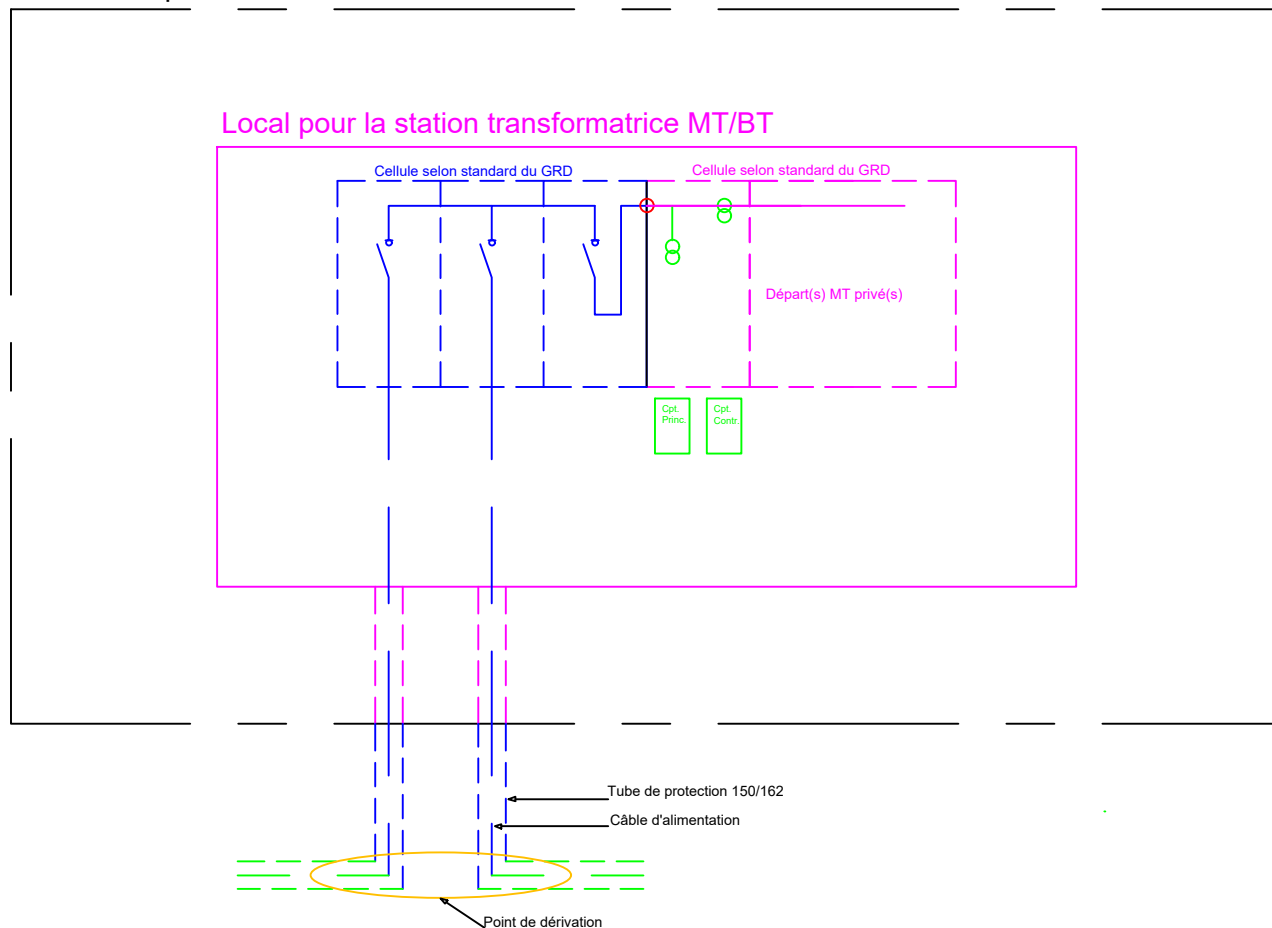 Local pour la station transformatrice MT/BT
Cellule selon standard du GRD
Cellule selon standard du GRD
Départ(s) MT privé(s)
Cpt.
Princ.
Cpt.
Contr.
Tube de protection 150/162
Câble d'alimentation
Point de dérivation